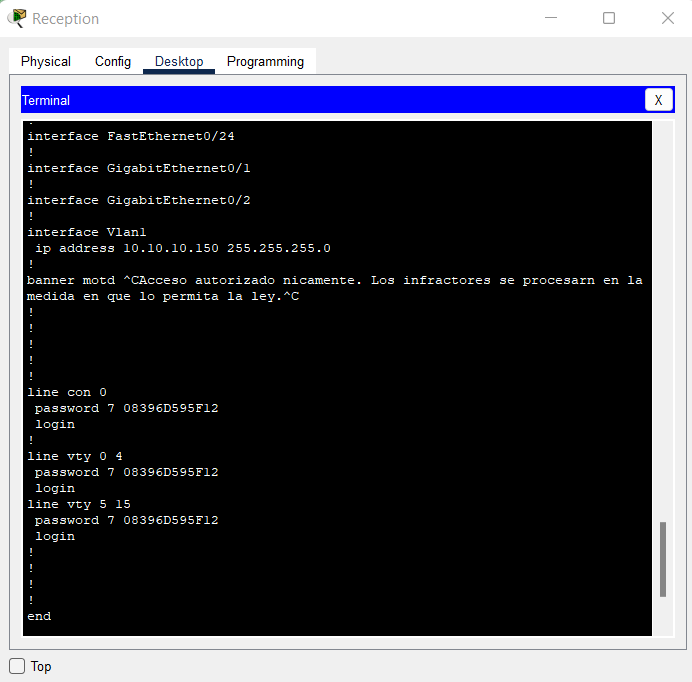 Reception
Physical Config Desktop Programming
Terminal X
!
interface FastEthernet0/24
!
interface GigabitEthernet0/1
!
interface GigabitEthernet0/2
!
interface Vlan1
ip address 10.10.10.150 255.255.255.0
!
banner motd ^CAcceso autorizado nicamente. Los infractores se procesarn en la
medida en que lo permita la ley.^C
!
!
!
!
!
line con 0
password 7 08396D595F12
login
!
line vty 0 4
password 7 08396D595F12
login
line vty 5 15
password 7 08396D595F12
login
!
!
!
!
end
Top